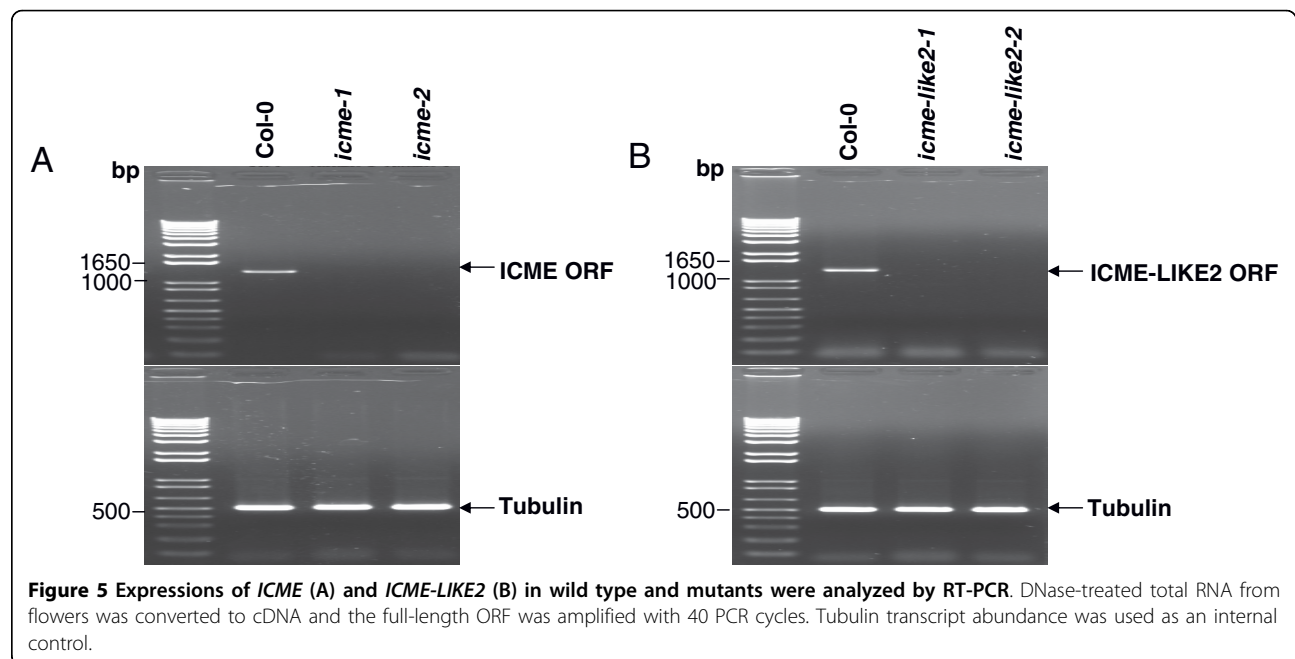 A
bp
Col-0
icme-1
icme-2
1650
1000
ICME ORF
500
Tubulin
B
bp
Col-0
icme-like2-1
icme-like2-2
1650
1000
ICME-LIKE2 ORF
500
Tubulin
Figure 5 Expressions of ICME (A) and ICME-LIKE2 (B) in wild type and mutants were analyzed by RT-PCR. DNase-treated total RNA from
flowers was converted to cDNA and the full-length ORF was amplified with 40 PCR cycles. Tubulin transcript abundance was used as an internal
control.